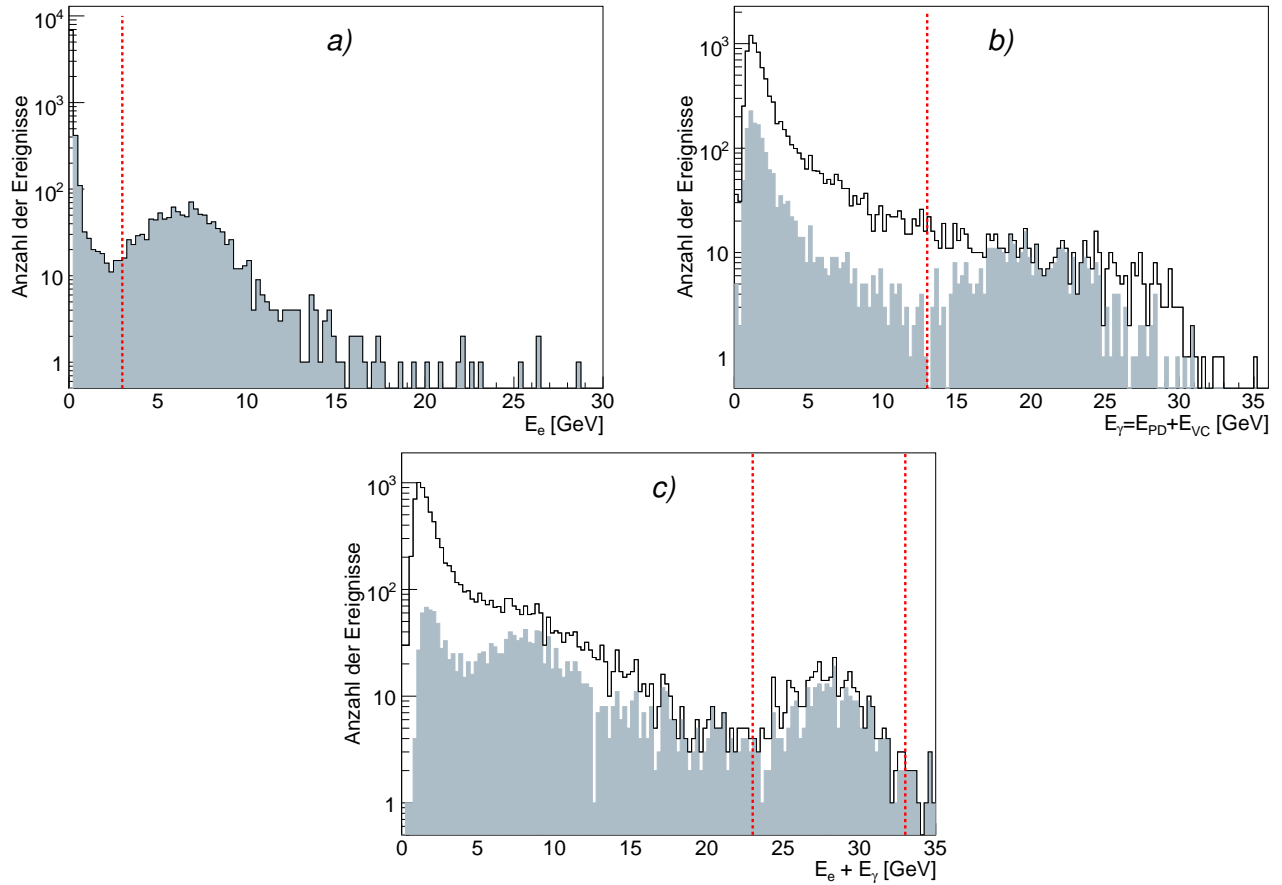 a)
Anzahl der Ereignisse
10⁴
10³
10²
10
1
0 5 10 15 20 25 30
Eₑ [GeV]
b)
Anzahl der Ereignisse
10³
10²
10
1
0 5 10 15 20 25 30 35
E_γ=E_PD+E_VC [GeV]
c)
Anzahl der Ereignisse
10³
10²
10
1
0 5 10 15 20 25 30 35
Eₑ + E_γ [GeV]